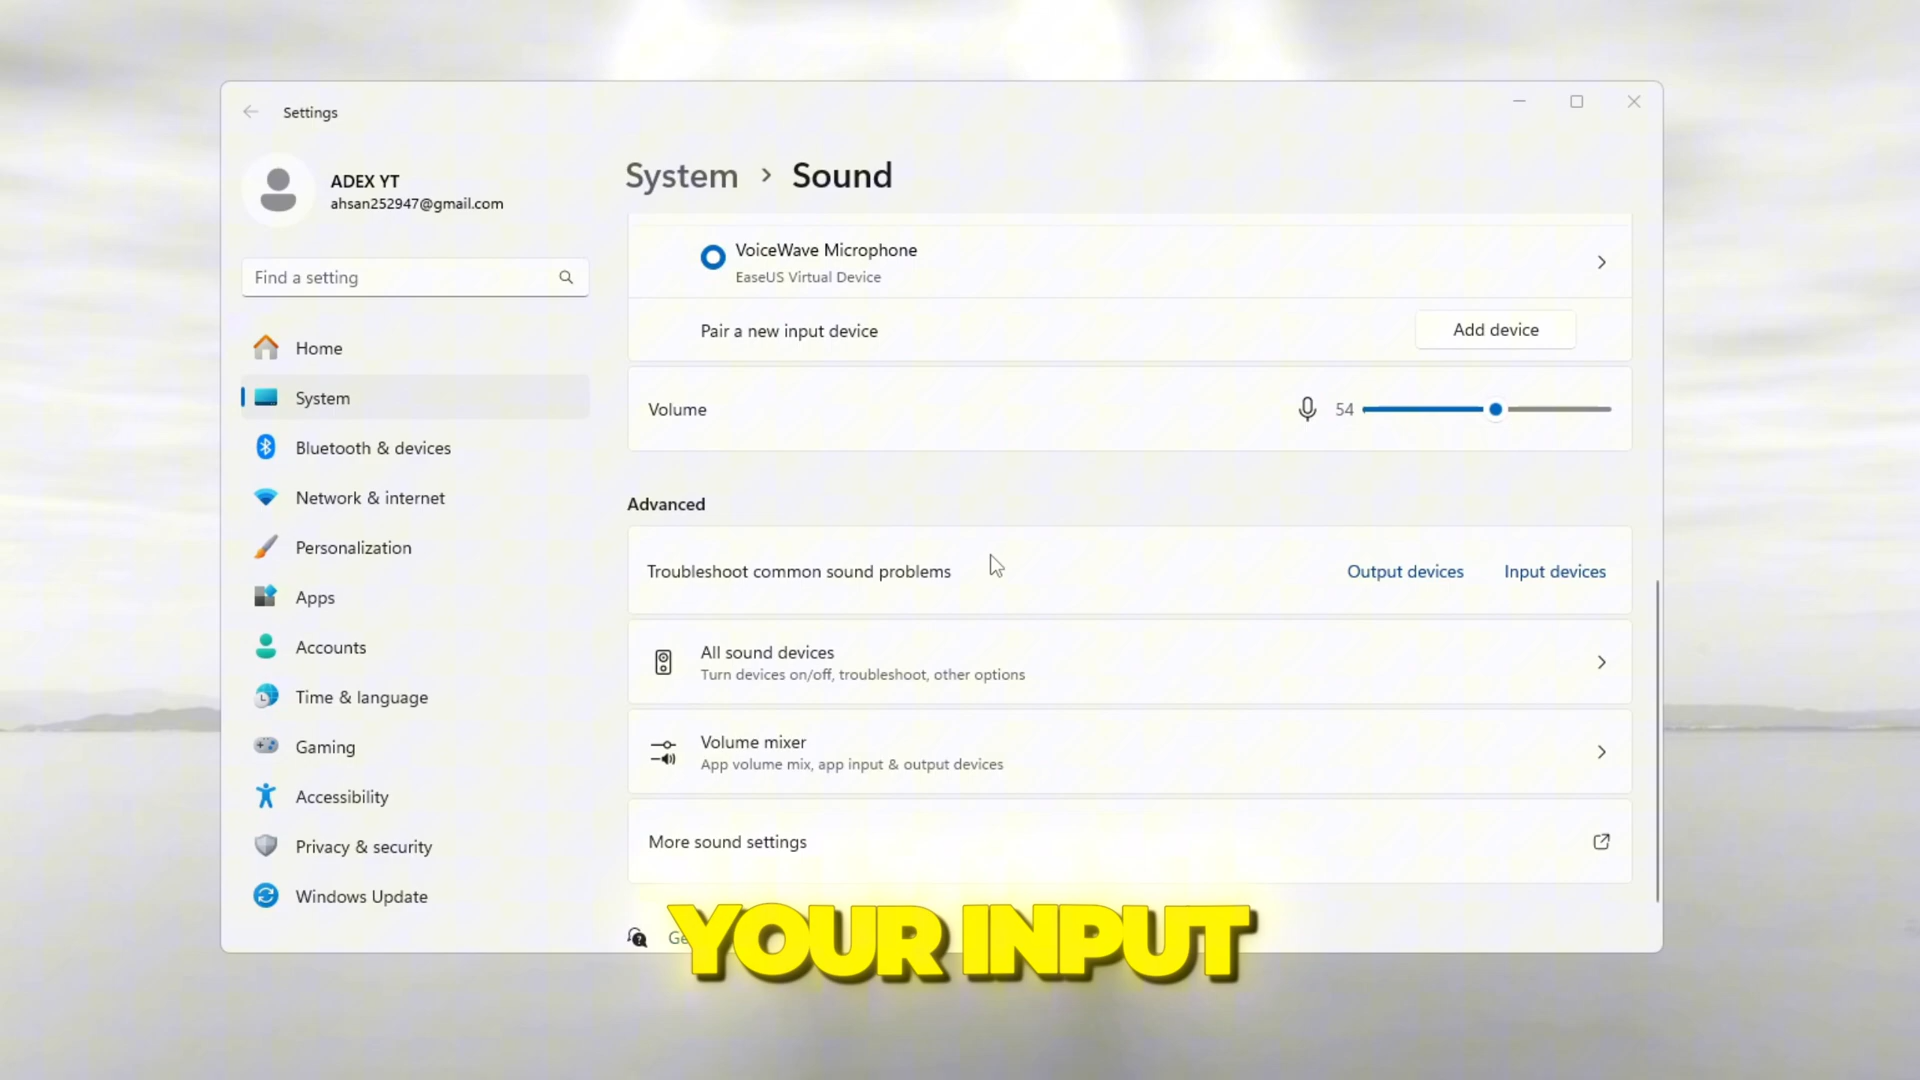 Settings
ADEX YT
ahsan252947@gmail.com
Find a setting
Home
System
Bluetooth & devices
Network & internet
Personalization
Apps
Accounts
Time & language
Gaming
Accessibility
Privacy & security
Windows Update
System > Sound
VoiceWave Microphone
EaseUS Virtual Device
Pair a new input device
Add device
Volume
54
Advanced
Troubleshoot common sound problems
Output devices
Input devices
All sound devices
Turn devices on/off, troubleshoot, other options
Volume mixer
App volume mix, app input & output devices
More sound settings
YOUR INPUT